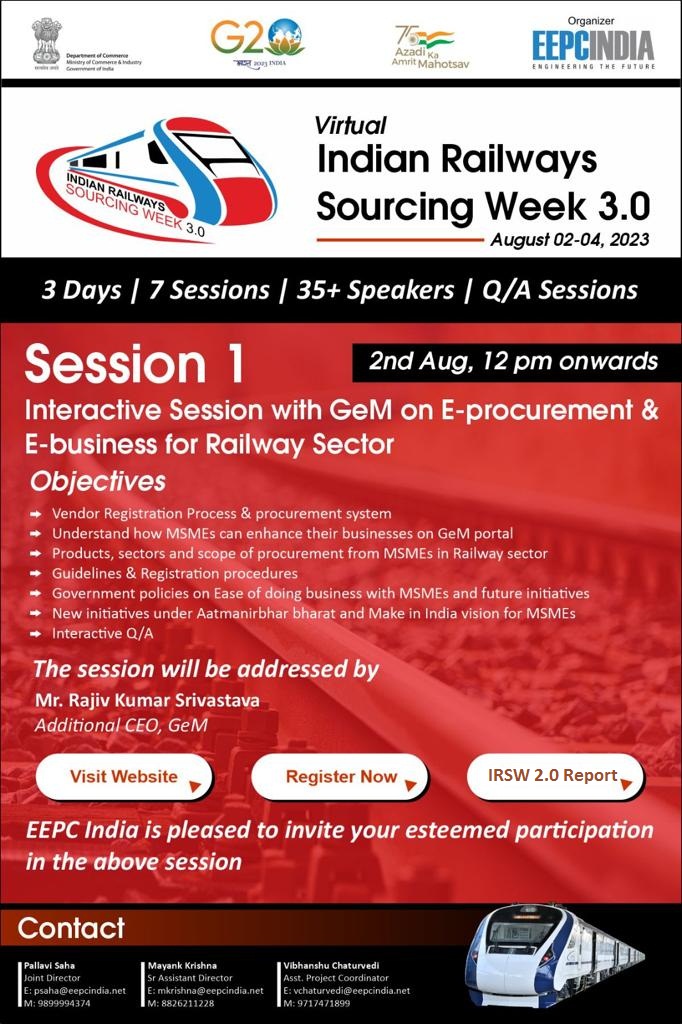 Department of Commerce
Ministry of Commerce & Industry
Government of India
G20
भारत 2023 INDIA
75
Azadi Ka
Amrit Mahotsav
Organizer
EEPCINDIA
ENGINEERING THE FUTURE
INDIAN RAILWAYS
SOURCING WEEK 3.0
Virtual
Indian Railways
Sourcing Week 3.0
August 02-04, 2023
3 Days | 7 Sessions | 35+ Speakers | Q/A Sessions
Session 1
2nd Aug, 12 pm onwards
Interactive Session with GeM on E-procurement &
E-business for Railway Sector
Objectives
Vendor Registration Process & procurement system
Understand how MSMEs can enhance their businesses on GeM portal
Products, sectors and scope of procurement from MSMEs in Railway sector
Guidelines & Registration procedures
Government policies on Ease of doing business with MSMEs and future initiatives
New initiatives under Aatmanirbhar bharat and Make in India vision for MSMEs
Interactive Q/A
The session will be addressed by
Mr. Rajiv Kumar Srivastava
Additional CEO, GeM
Visit Website
Register Now
IRSW 2.0 Report
EEPC India is pleased to invite your esteemed participation
in the above session
Contact
Pallavi Saha
Joint Director
E: psaha@eepcindia.net
M: 9899994374
Mayank Krishna
Sr Assistant Director
E: mkrishna@eepcindia.net
M: 8826211228
Vibhanshu Chaturvedi
Asst. Project Coordinator
E: vchaturvedi@eepcindia.net
M: 9717471899